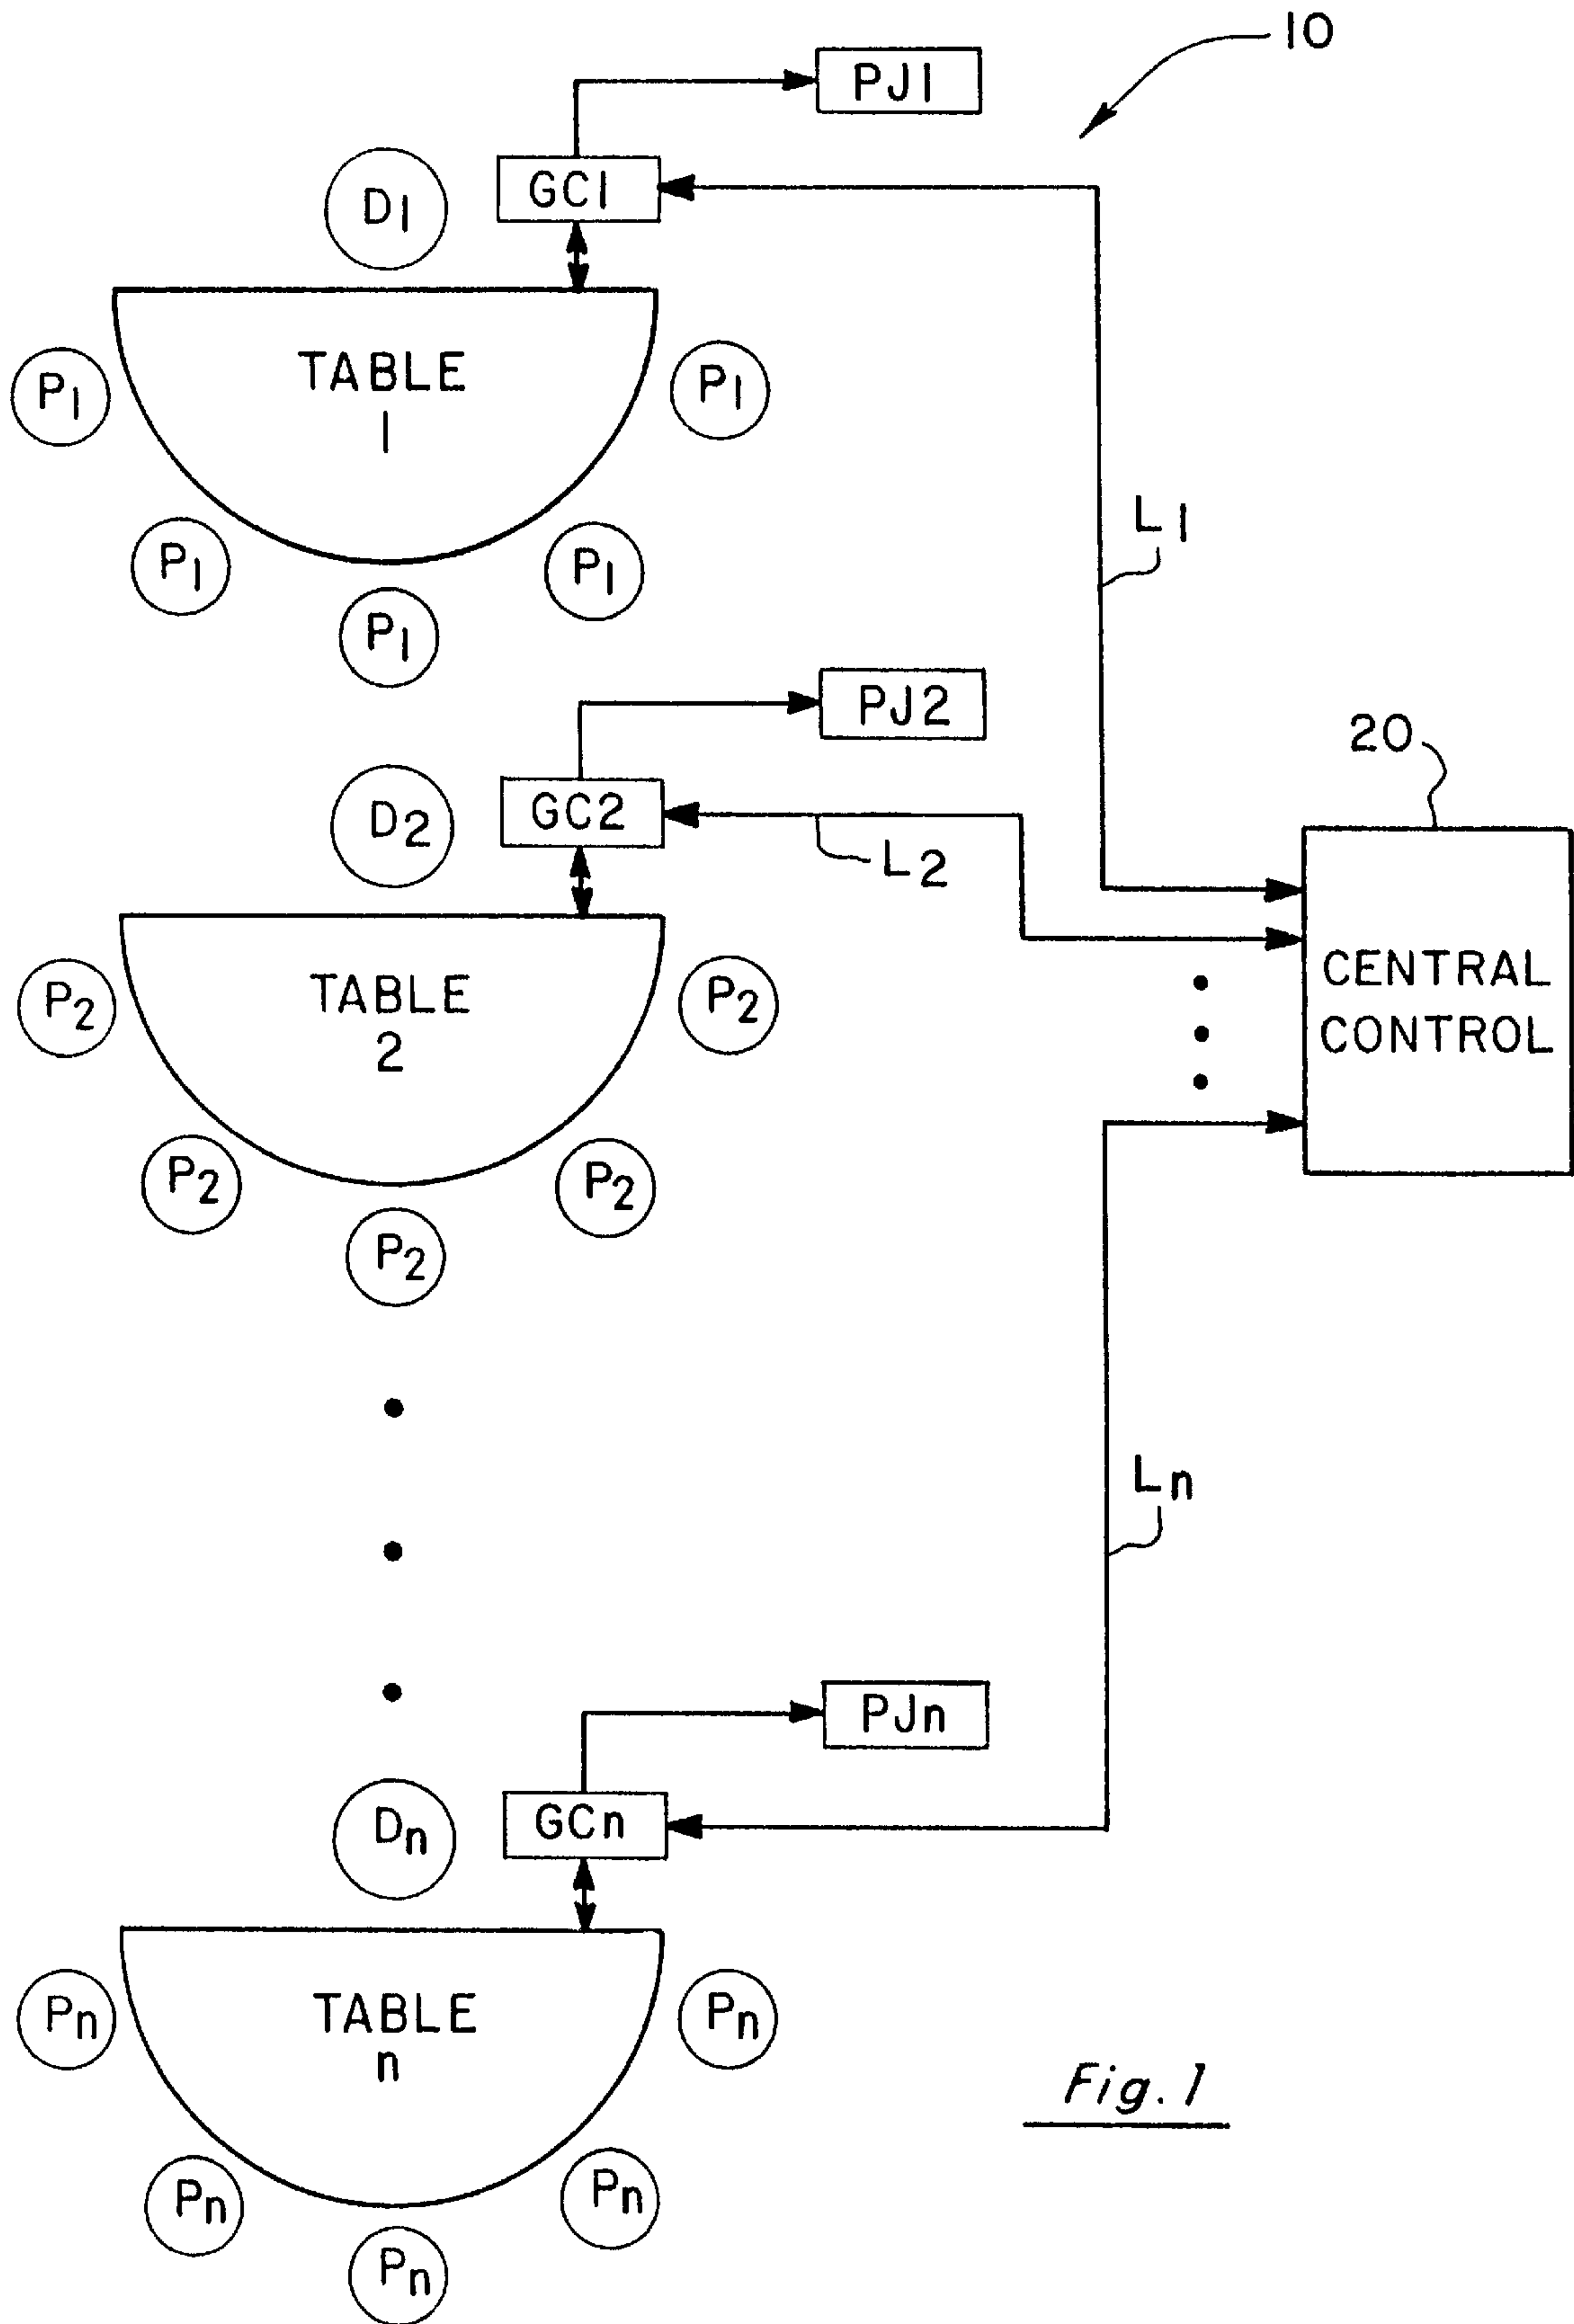 10
PJ1
GC1
D1
TABLE
1
P1
P1
P1
P1
P1
L1
PJ2
20
GC2
D2
L2
TABLE
2
CENTRAL
CONTROL
P2
P2
P2
P2
P2
Ln
PJn
GCn
Dn
TABLE
n
Pn
Pn
Pn
Pn
Pn
Fig. 1